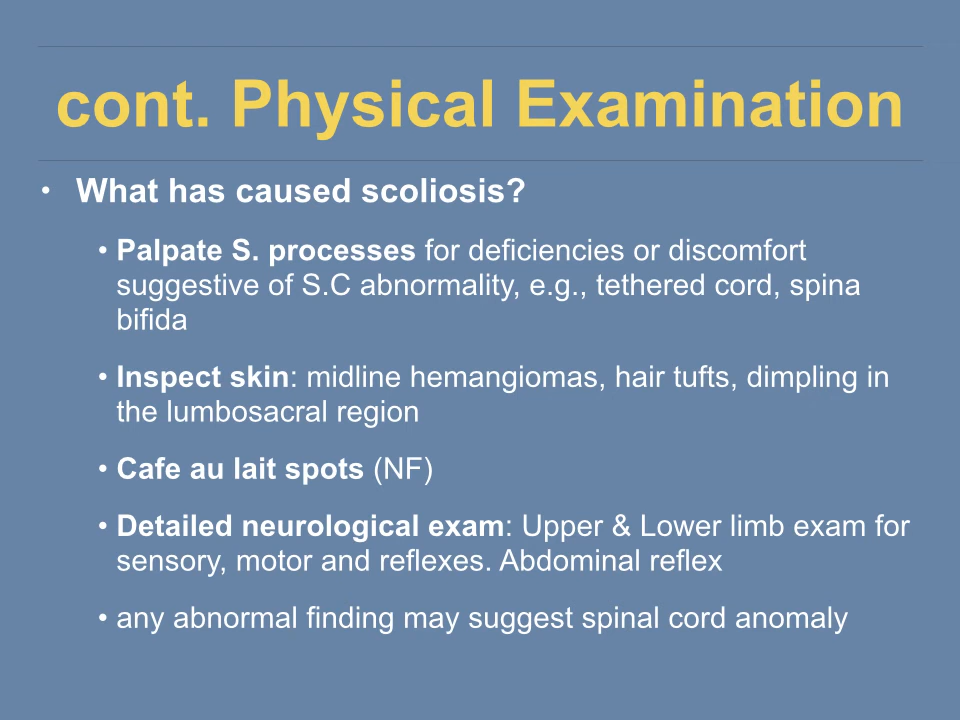 cont. Physical Examination
• What has caused scoliosis?
• Palpate S. processes for deficiencies or discomfort
suggestive of S.C abnormality, e.g., tethered cord, spina
bifida
• Inspect skin: midline hemangiomas, hair tufts, dimpling in
the lumbosacral region
• Cafe au lait spots (NF)
• Detailed neurological exam: Upper & Lower limb exam for
sensory, motor and reflexes. Abdominal reflex
• any abnormal finding may suggest spinal cord anomaly